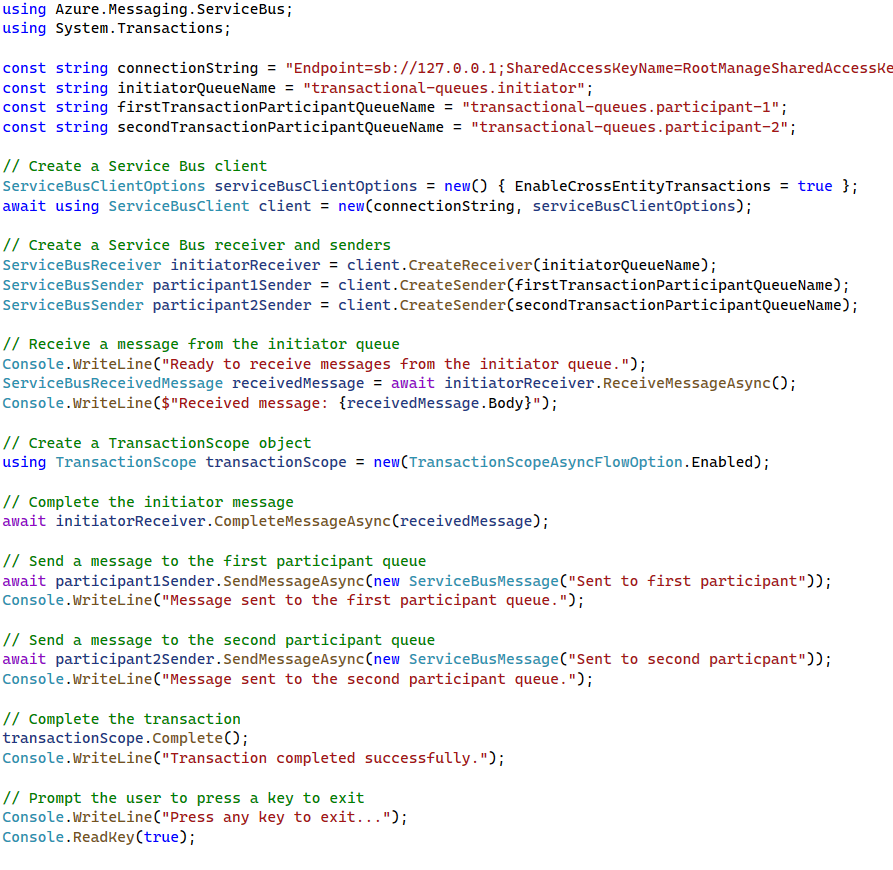 using Azure.Messaging.ServiceBus;
using System.Transactions;
const string connectionString = "Endpoint=sb://127.0.0.1;SharedAccessKeyName=RootManageSharedAccessKe
const string initiatorQueueName = "transactional-queues.initiator";
const string firstTransactionParticipantQueueName = "transactional-queues.participant-1";
const string secondTransactionParticipantQueueName = "transactional-queues.participant-2";
// Create a Service Bus client
ServiceBusClientOptions serviceBusClientOptions = new() { EnableCrossEntityTransactions = true };
await using ServiceBusClient client = new(connectionString, serviceBusClientOptions);
// Create a Service Bus receiver and senders
ServiceBusReceiver initiatorReceiver = client.CreateReceiver(initiatorQueueName);
ServiceBusSender participant1Sender = client.CreateSender(firstTransactionParticipantQueueName);
ServiceBusSender participant2Sender = client.CreateSender(secondTransactionParticipantQueueName);
// Receive a message from the initiator queue
Console.WriteLine("Ready to receive messages from the initiator queue.");
ServiceBusReceivedMessage receivedMessage = await initiatorReceiver.ReceiveMessageAsync();
Console.WriteLine($"Received message: {receivedMessage.Body}");
// Create a TransactionScope object
using TransactionScope transactionScope = new(TransactionScopeAsyncFlowOption.Enabled);
// Complete the initiator message
await initiatorReceiver.CompleteMessageAsync(receivedMessage);
// Send a message to the first participant queue
await participant1Sender.SendMessageAsync(new ServiceBusMessage("Sent to first participant"));
Console.WriteLine("Message sent to the first participant queue.");
// Send a message to the second participant queue
await participant2Sender.SendMessageAsync(new ServiceBusMessage("Sent to second particpant"));
Console.WriteLine("Message sent to the second participant queue.");
// Complete the transaction
transactionScope.Complete();
Console.WriteLine("Transaction completed successfully.");
// Prompt the user to press a key to exit
Console.WriteLine("Press any key to exit...");
Console.ReadKey(true);